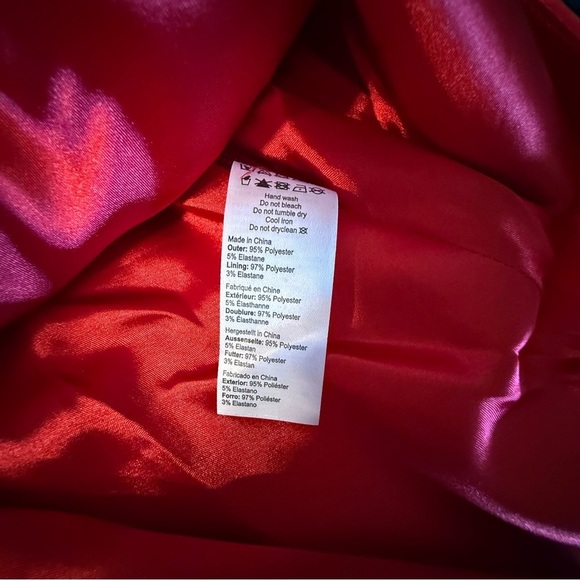 Hand wash
Do not bleach
Do not tumble dry
Cool Iron
Do not dryclean
Made in China
Outer: 95% Polyester
5% Elastane
Lining: 97% Polyester
3% Elastane
Fabriqué en Chine
Extérieur: 95% Polyester
5% Élasthanne
Doublure: 97% Polyester
3% Élasthanne
Hergestellt in China
Aussenseite: 95% Polyester
5% Elastan
Futter: 97% Polyester
3% Elastan
Fabricado en China
Exterior: 95% Poliéster
5% Elastano
Forro: 97% Poliéster
3% Elastano